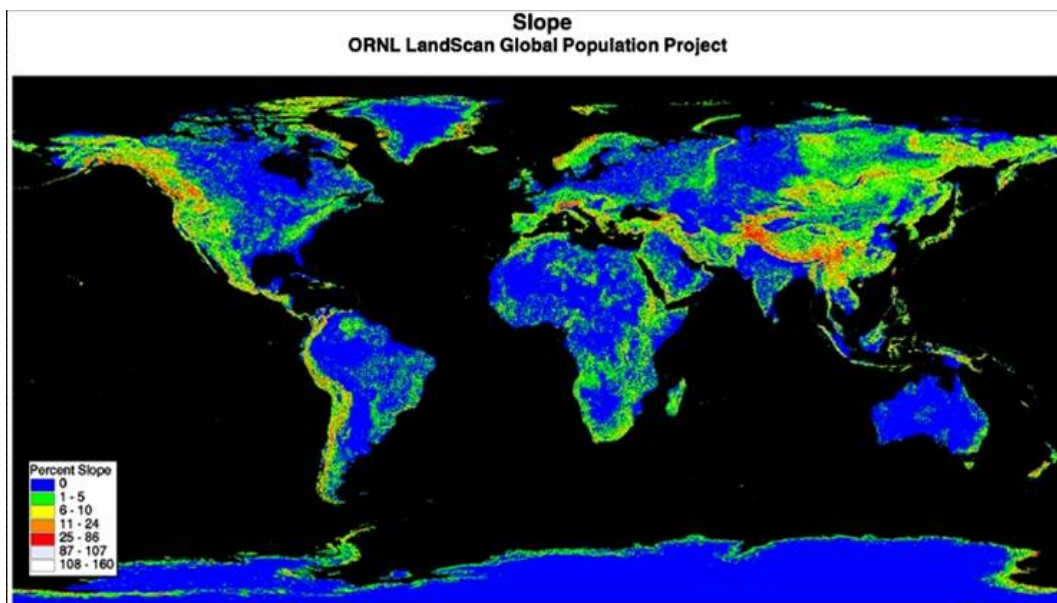 Slope
ORNL LandScan Global Population Project
Percent Slope
0
1 - 5
6 - 10
11 - 24
25 - 86
87 - 107
108 - 160